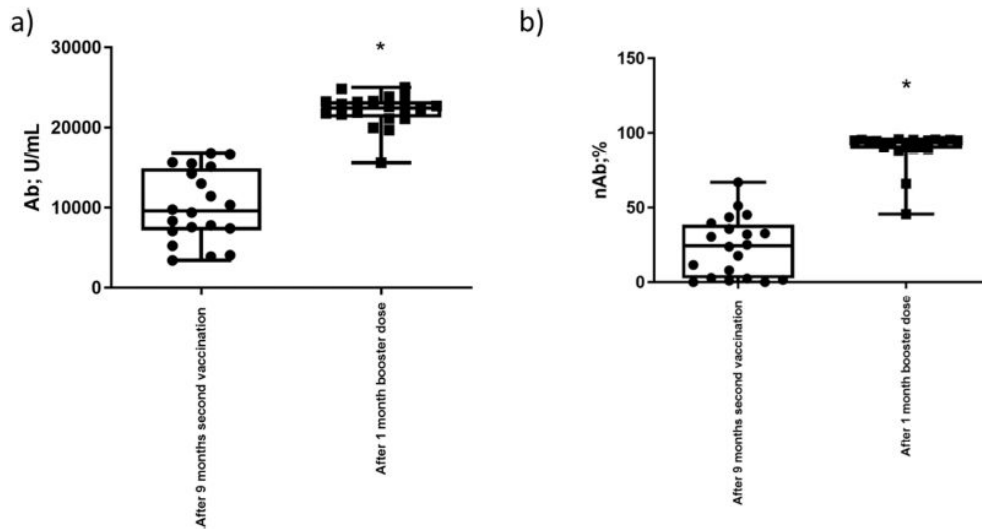 a)
30000
20000
10000
0
Ab; U/mL
*
After 9 months second vaccination
After 1 month booster dose
b)
150
100
50
0
nAb;%
*
After 9 months second vaccination
After 1 month booster dose